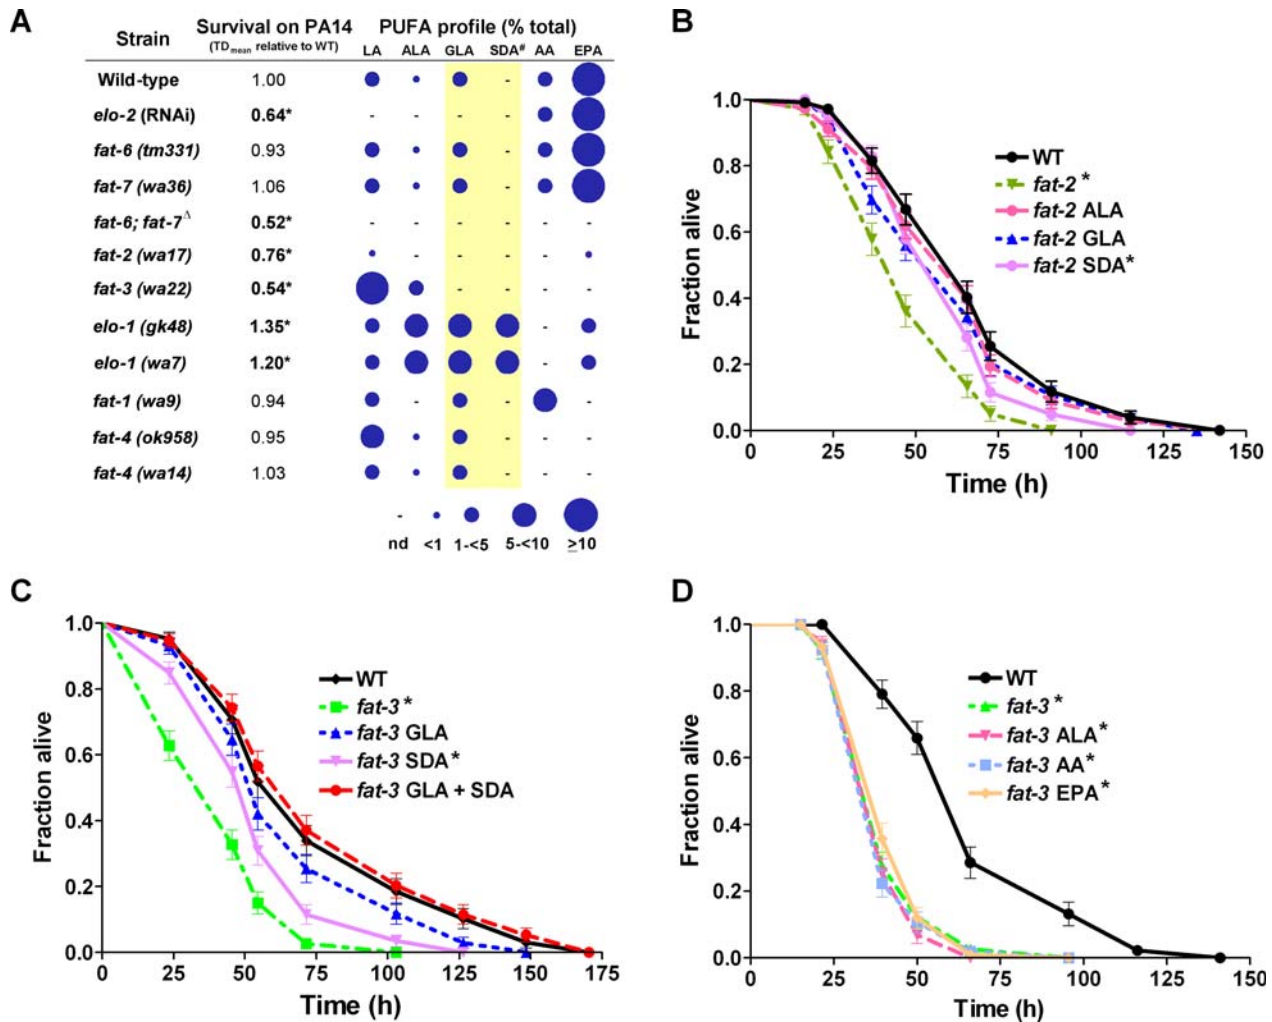 A
Strain Survival on PA14 PUFA profile (% total)
(TDmean relative to WT) LA ALA GLA SDA# AA EPA
Wild-type 1.00 -
elo-2 (RNAi) 0.64* - - - -
fat-6 (tm331) 0.93 -
fat-7 (wa36) 1.06 -
fat-6; fat-7Δ 0.52* - - - - - -
fat-2 (wa17) 0.76* - - - -
fat-3 (wa22) 0.54* - - - -
elo-1 (gk48) 1.35* -
elo-1 (wa7) 1.20* -
fat-1 (wa9) 0.94 - - -
fat-4 (ok958) 0.95 - - -
fat-4 (wa14) 1.03 - - -
-
nd <1 1-<5 5-<10 ≥10
B
Fraction alive
1.0
0.8
0.6
0.4
0.2
0.0
0 25 50 75 100 125 150
Time (h)
WT
fat-2 *
fat-2 ALA
fat-2 GLA
fat-2 SDA*
C
Fraction alive
1.0
0.8
0.6
0.4
0.2
0.0
0 25 50 75 100 125 150 175
Time (h)
WT
fat-3 *
fat-3 GLA
fat-3 SDA*
fat-3 GLA + SDA
D
Fraction alive
1.0
0.8
0.6
0.4
0.2
0.0
0 25 50 75 100 125 150
Time (h)
WT
fat-3 *
fat-3 ALA*
fat-3 AA*
fat-3 EPA*